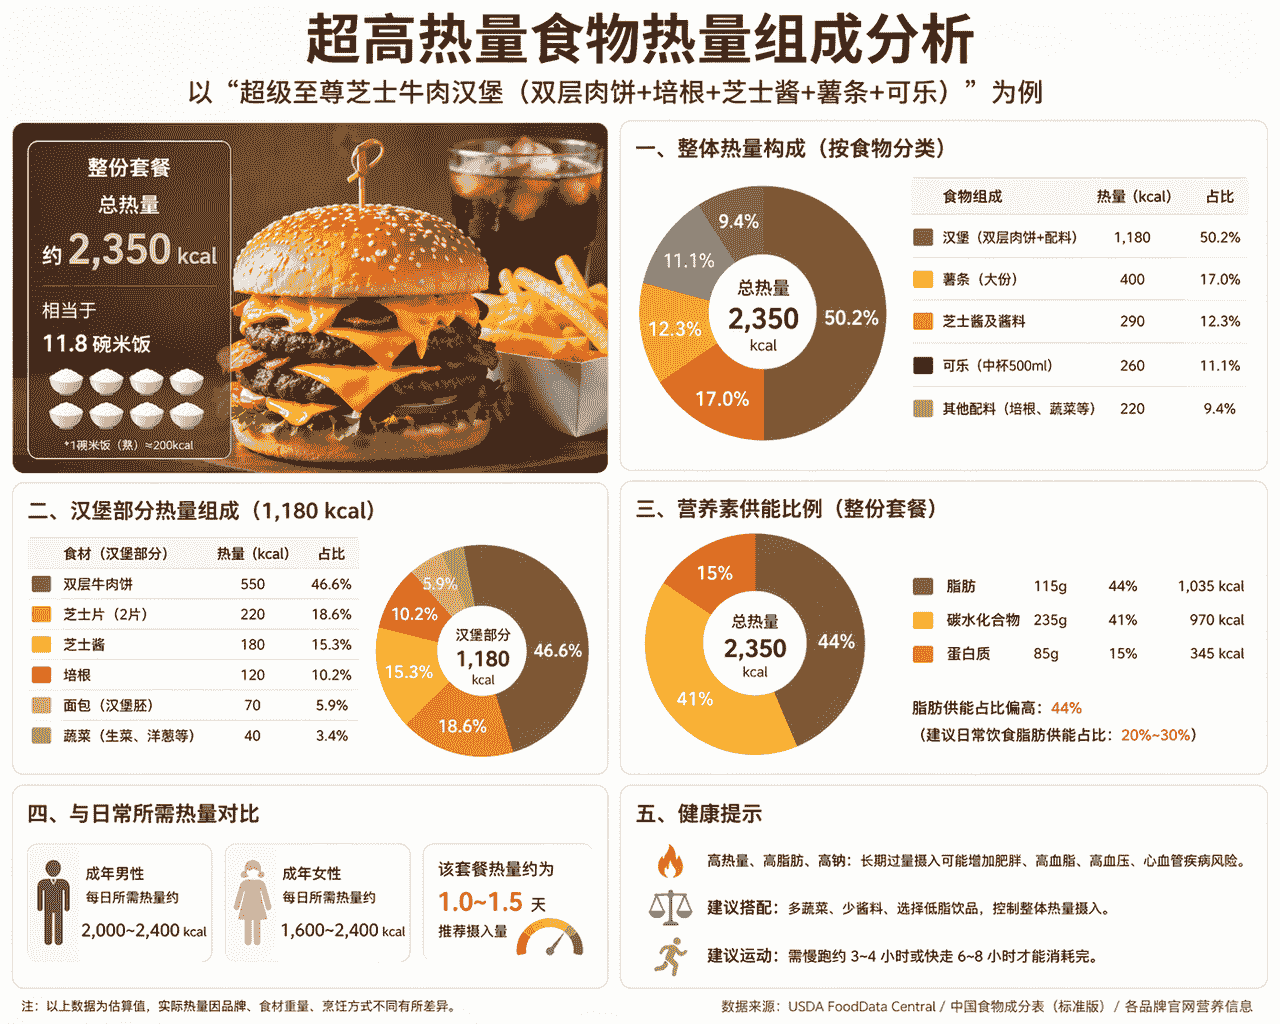 超高热量食物热量组成分析
以“超级至尊芝士牛肉汉堡（双层肉饼+培根+芝士酱+薯条+可乐）”为例
整份套餐
总热量
约 2,350 kcal
相当于
11.8 碗米饭
*1碗米饭（熟）≈200kcal
一、整体热量构成（按食物分类）
9.4%
11.1%
12.3%
17.0%
50.2%
总热量
2,350
kcal
食物组成 热量（kcal） 占比
汉堡（双层肉饼+配料） 1,180 50.2%
薯条（大份） 400 17.0%
芝士酱及酱料 290 12.3%
可乐（中杯500ml） 260 11.1%
其他配料（培根、蔬菜等） 220 9.4%
二、汉堡部分热量组成（1,180 kcal）
食材（汉堡部分） 热量（kcal） 占比
双层牛肉饼 550 46.6%
芝士片（2片） 220 18.6%
芝士酱 180 15.3%
培根 120 10.2%
面包（汉堡胚） 70 5.9%
蔬菜（生菜、洋葱等） 40 3.4%
5.9%
10.2%
15.3%
18.6%
46.6%
汉堡部分
1,180
kcal
三、营养素供能比例（整份套餐）
15%
41%
44%
总热量
2,350
kcal
脂肪 115g 44% 1,035 kcal
碳水化合物 235g 41% 970 kcal
蛋白质 85g 15% 345 kcal
脂肪供能占比偏高：44%
（建议日常饮食脂肪供能占比：20%~30%）
四、与日常所需热量对比
成年男性
每日所需热量约
2,000~2,400 kcal
成年女性
每日所需热量约
1,600~2,400 kcal
该套餐热量约为
1.0~1.5 天
推荐摄入量
五、健康提示
高热量、高脂肪、高钠：长期过量摄入可能增加肥胖、高血脂、高血压、心血管疾病风险。
建议搭配：多蔬菜、少酱料、选择低脂饮品，控制整体热量摄入。
建议运动：需慢跑约 3~4 小时或快走 6~8 小时才能消耗完。
注：以上数据为估算值，实际热量因品牌、食材重量、烹饪方式不同有所差异。
数据来源：USDA FoodData Central / 中国食物成分表（标准版）/ 各品牌官网营养信息